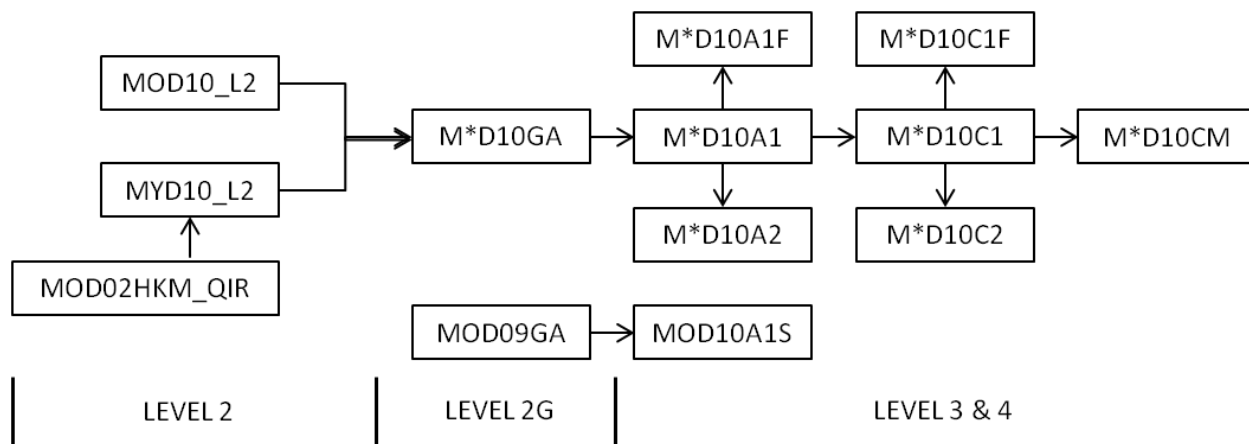 M*D10A1F
M*D10C1F
MOD10_L2
M*D10GA
M*D10A1
M*D10C1
M*D10CM
MYD10_L2
M*D10A2
M*D10C2
MOD02HKM_QIR
MOD09GA
MOD10A1S
LEVEL 2
LEVEL 2G
LEVEL 3 & 4